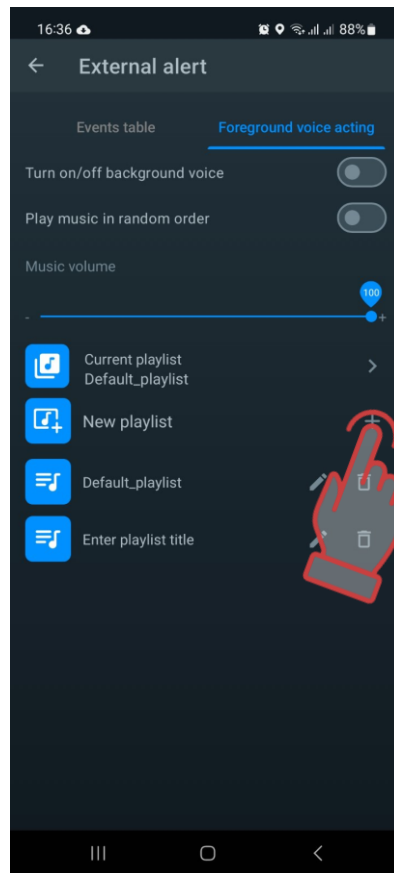 16:36 88%
External alert
Events table Foreground voice acting
Turn on/off background voice
Play music in random order
Music volume
100
- +
Current playlist
Default_playlist
New playlist
Default_playlist
Enter playlist title